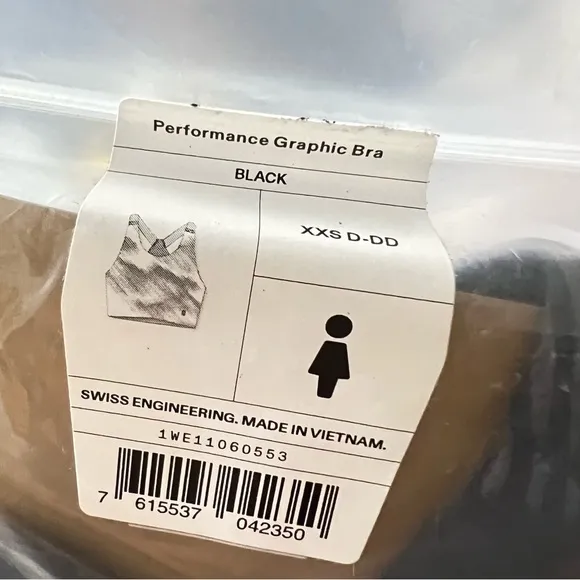 Performance Graphic Bra
BLACK
XXS D-DD
SWISS ENGINEERING. MADE IN VIETNAM.
1WE11060553
7 615537 042350